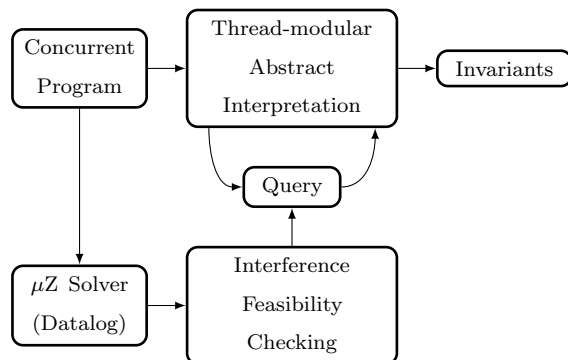 Concurrent
Program
Thread-modular
Abstract
Interpretation
Invariants
Query
μZ Solver
(Datalog)
Interference
Feasibility
Checking